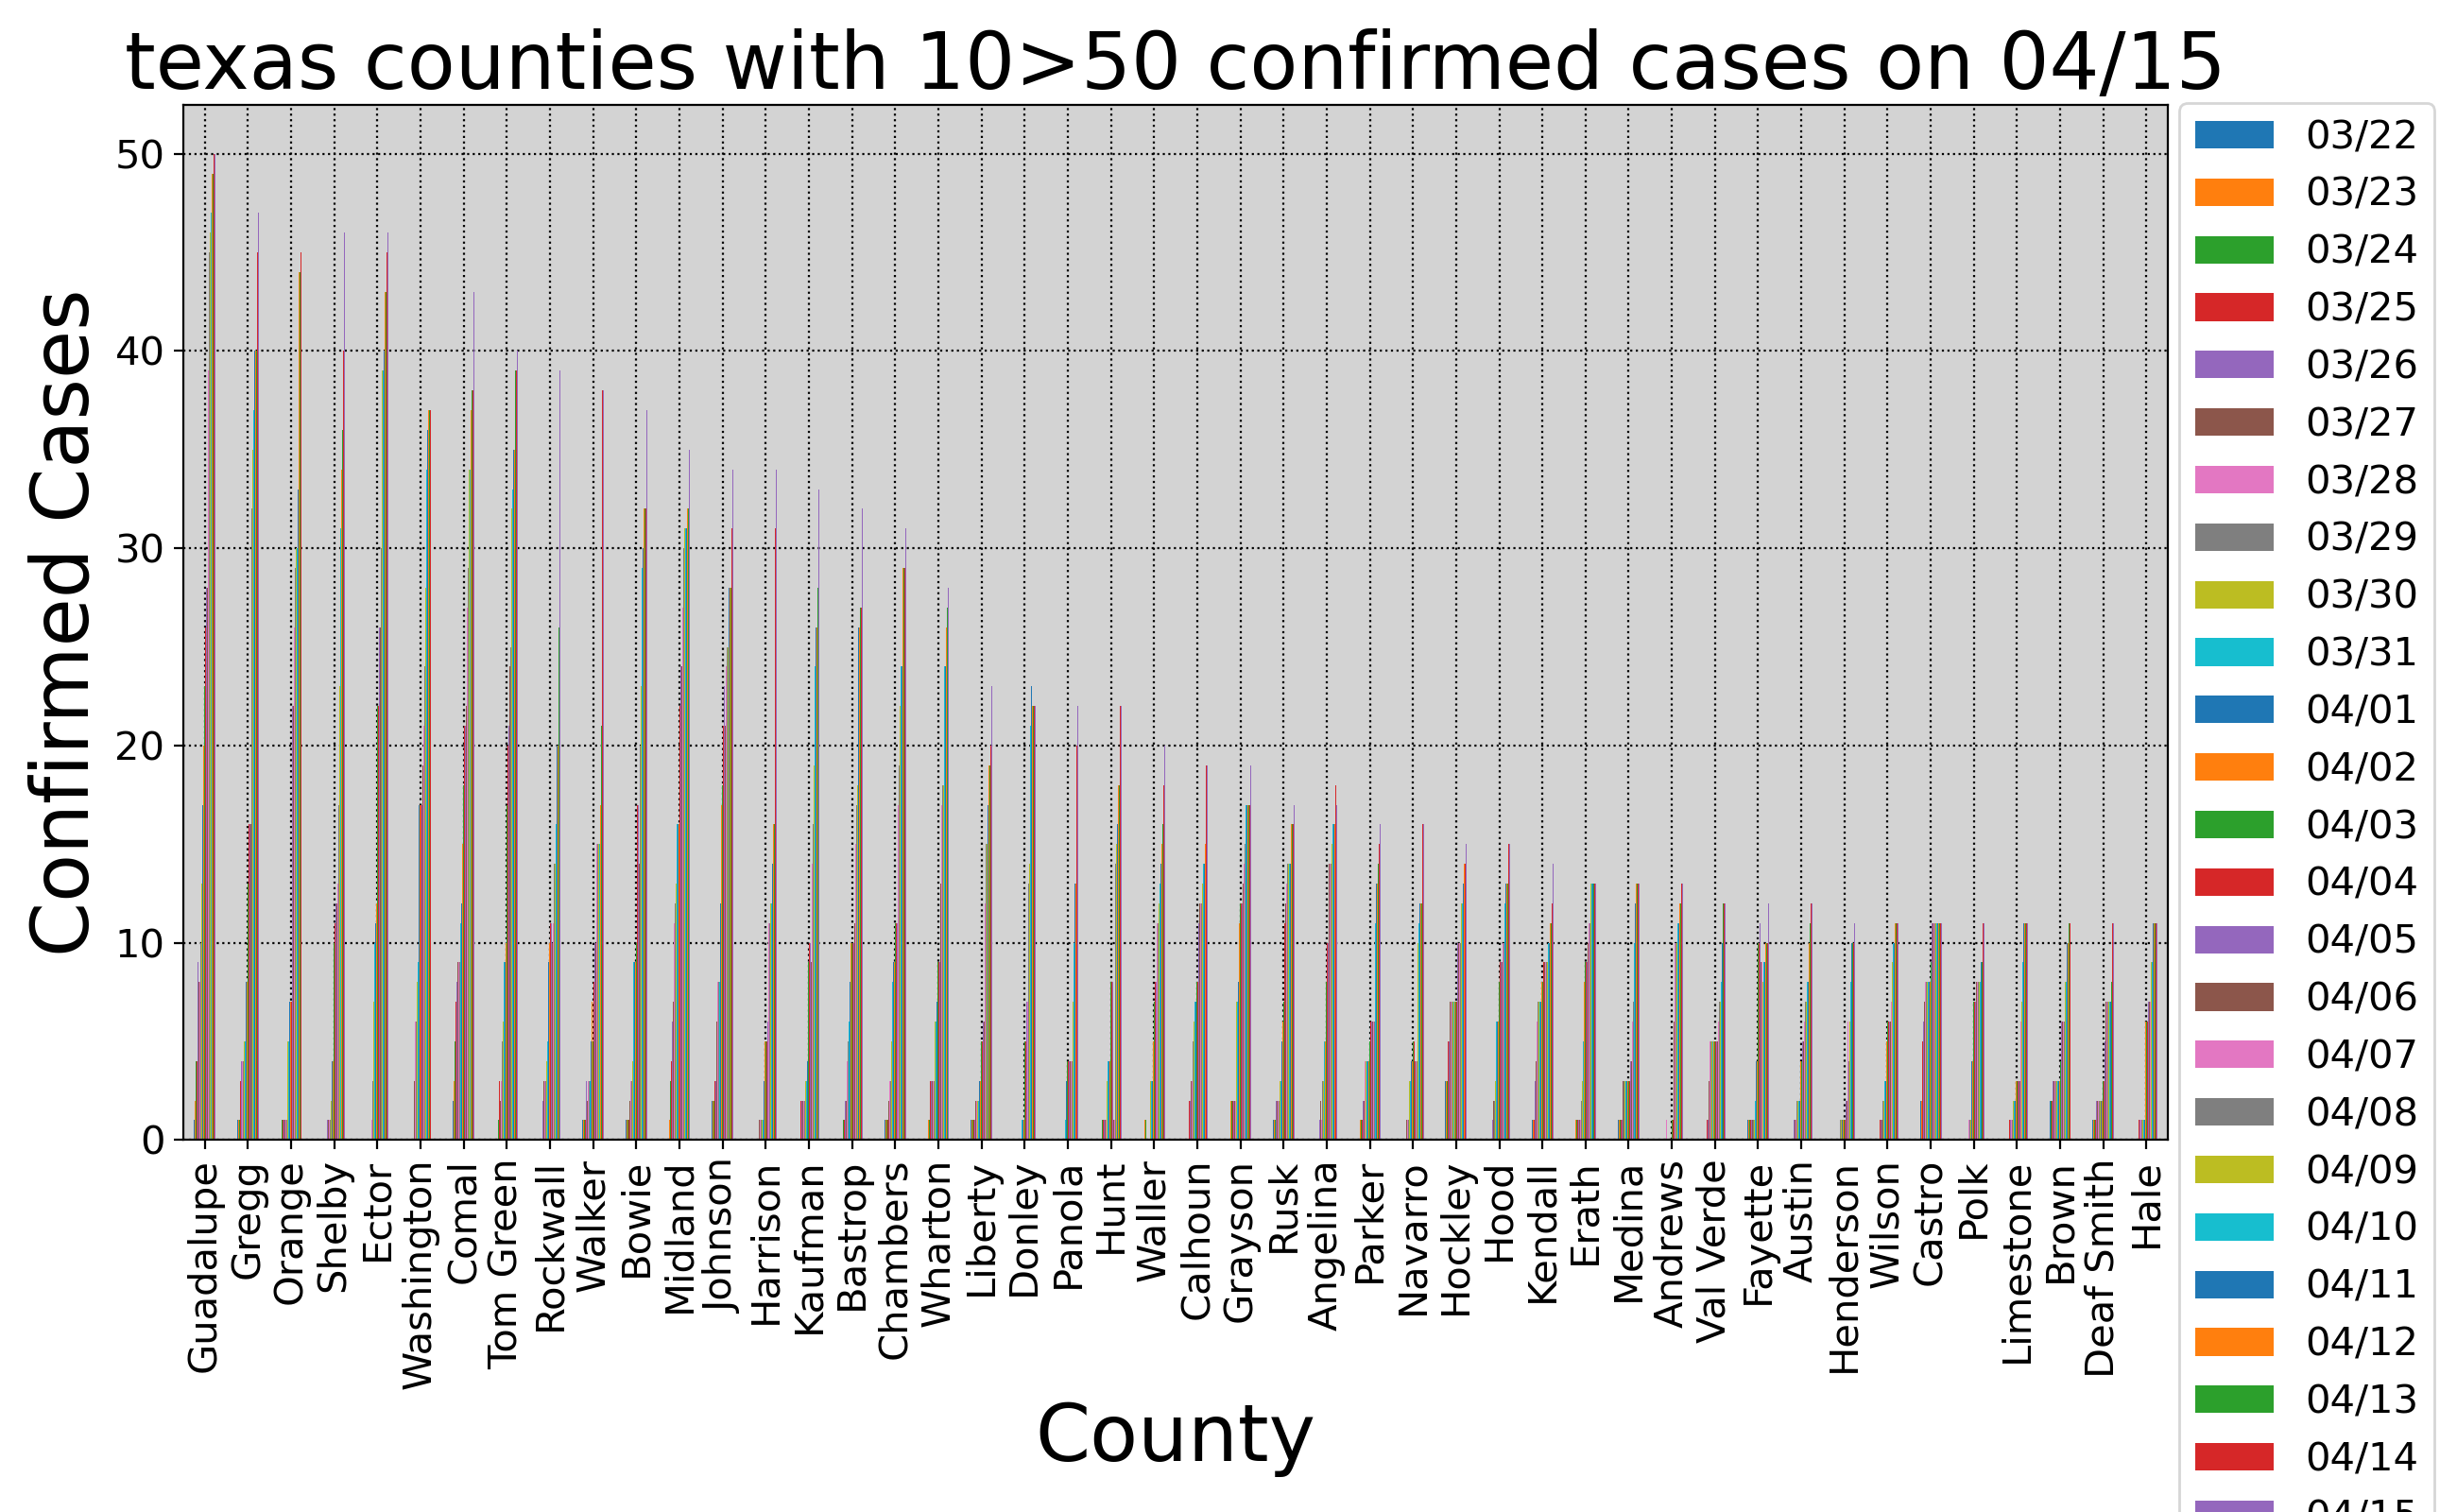 texas counties with 10>50 confirmed cases on 04/15
Confirmed Cases
50
40
30
20
10
0
Guadalupe
Gregg
Orange
Shelby
Ector
Washington
Comal
Tom Green
Rockwall
Walker
Bowie
Midland
Johnson
Harrison
Kaufman
Bastrop
Chambers
Wharton
Liberty
Donley
Panola
Hunt
Waller
Calhoun
Grayson
Rusk
Angelina
Parker
Navarro
Hockley
Hood
Kendall
Erath
Medina
Andrews
Val Verde
Fayette
Austin
Henderson
Wilson
Castro
Polk
Limestone
Brown
Deaf Smith
Hale
County
03/22
03/23
03/24
03/25
03/26
03/27
03/28
03/29
03/30
03/31
04/01
04/02
04/03
04/04
04/05
04/06
04/07
04/08
04/09
04/10
04/11
04/12
04/13
04/14
04/15